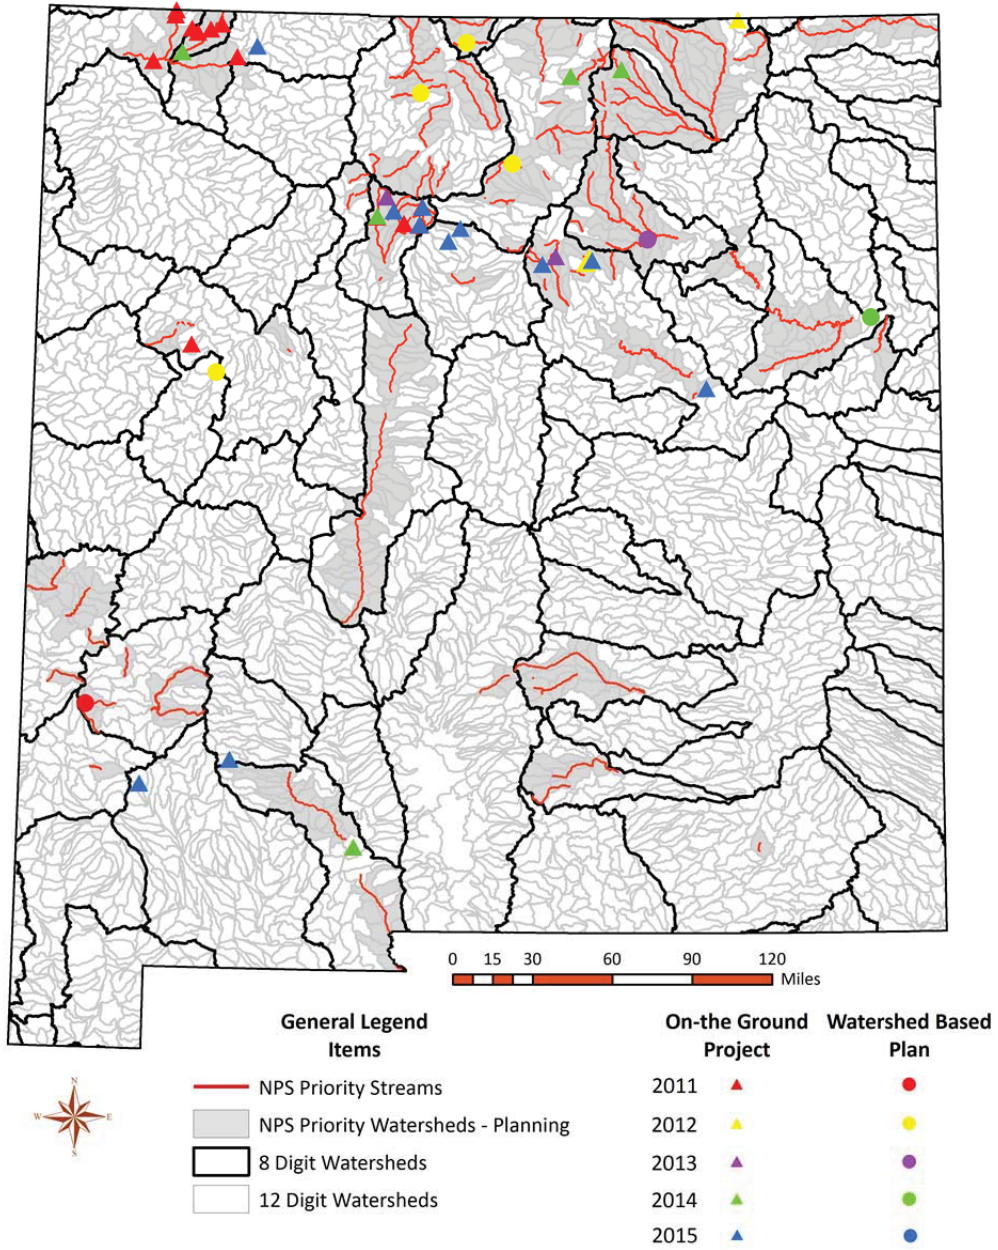 0 15 30 60 90 120
Miles
General Legend
Items
On-the Ground
Project
Watershed Based
Plan
NPS Priority Streams
NPS Priority Watersheds - Planning
8 Digit Watersheds
12 Digit Watersheds
2011
2012
2013
2014
2015
N
W E
S